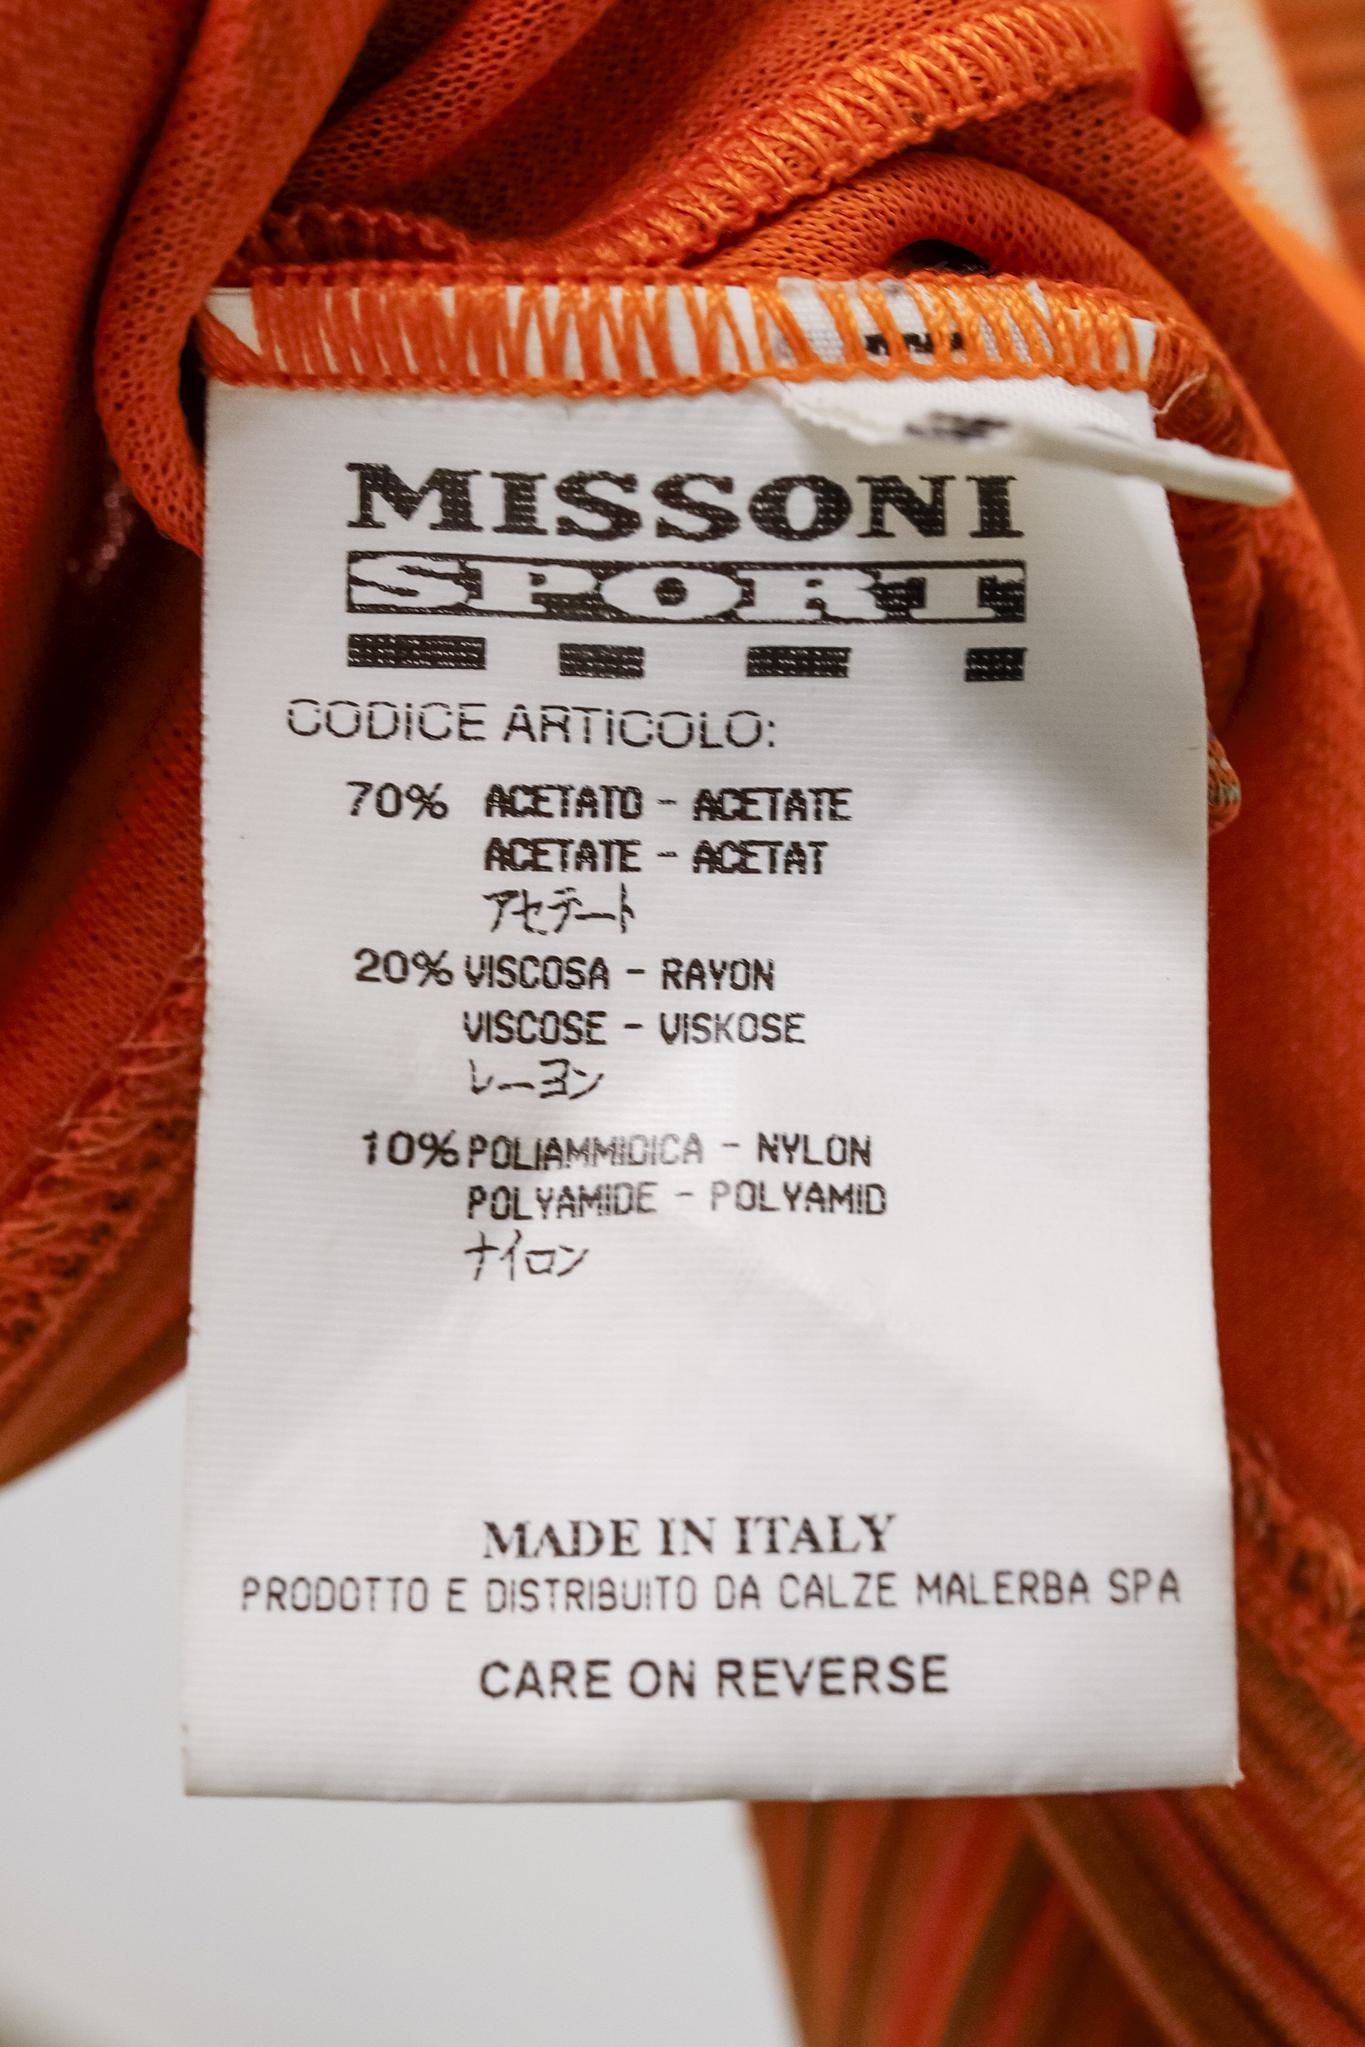 MISSONI
SPORT
CODICE ARTICOLO:
70% ACETATO - ACETATE
ACETATE - ACETAT
アセテート
20% VISCOSA - RAYON
VISCOSE - VISKOSE
レーヨン
10% POLIAMMIDICA - NYLON
POLYAMIDE - POLYAMID
ナイロン
MADE IN ITALY
PRODOTTO E DISTRIBUITO DA CALZE MALERBA SPA
CARE ON REVERSE